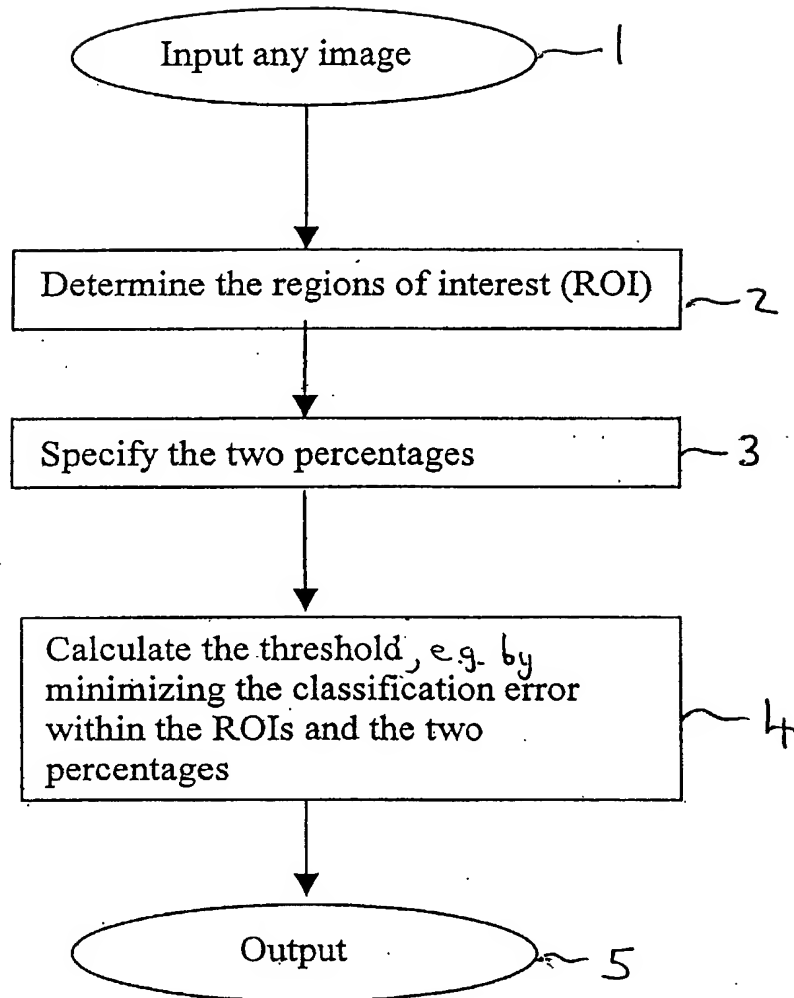 Input any image 1
Determine the regions of interest (ROI) 2
Specify the two percentages 3
Calculate the threshold, e.g. by
minimizing the classification error
within the ROIs and the two
percentages
4
Output 5